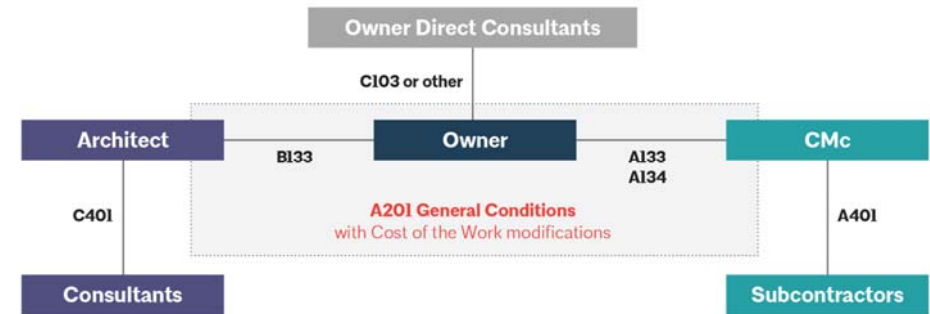 Owner Direct Consultants
C103 or other
Architect
B133
Owner
A133
A134
CMc
C401
A201 General Conditions
with Cost of the Work modifications
A401
Consultants
Subcontractors